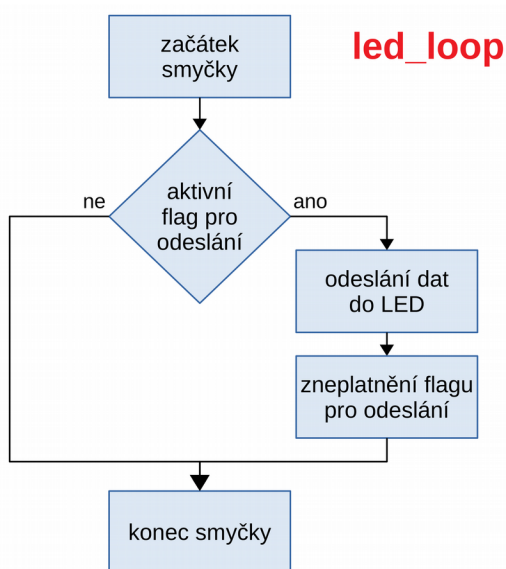 začátek
smyčky
led_loop
ne
aktivní
flag pro
odeslání
ano
odeslání dat
do LED
zneplatnění flagu
pro odeslání
konec smyčky